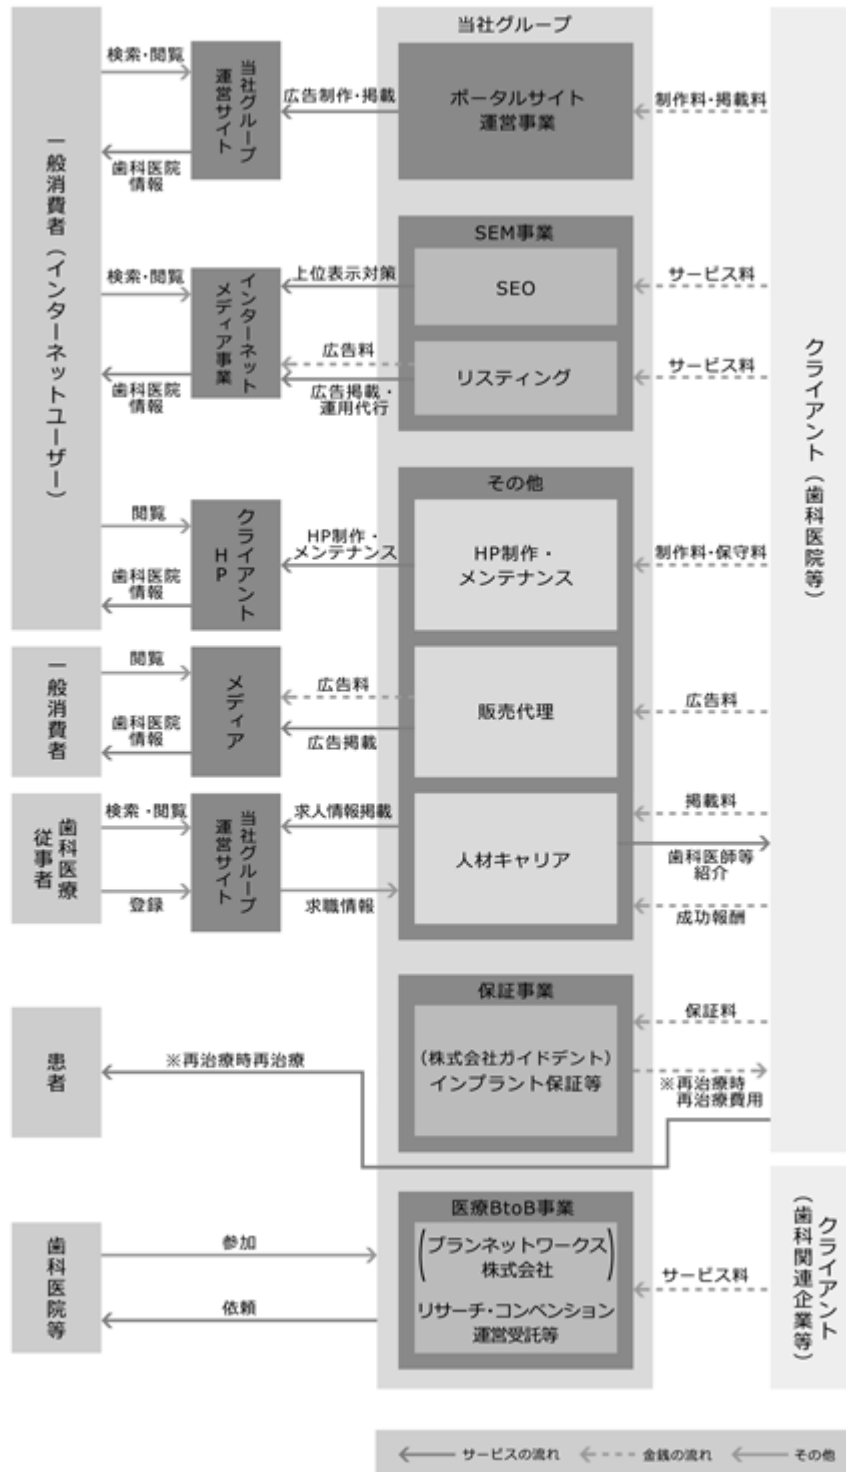 当社グループ
一般消費者（インターネットユーザー）
検索・閲覧
歯科医院
情報
当社グループ
運営サイト
広告制作・掲載
ポータルサイト
運営事業
制作料・掲載料
クライアント（歯科医院等）
SEM事業
検索・閲覧
歯科医院
情報
インターネット
メディア事業
上位表示対策
SEO
サービス料
広告料
広告掲載・
運用代行
リスティング
サービス料
その他
閲覧
歯科医院
情報
クライアント
HP
HP制作・
メンテナンス
HP制作・
メンテナンス
制作料・保守料
一般消費者
閲覧
歯科医院
情報
メディア
広告料
広告掲載
販売代理
広告料
歯科医療
従事者
検索・閲覧
登録
当社グループ
運営サイト
求人情報掲載
求職情報
人材キャリア
掲載料
歯科医師等
紹介
成功報酬
患者
※再治療時再治療
保証事業
（株式会社ガイドデント）
インプラント保証等
保証料
※再治療時
再治療費用
歯科医院等
参加
依頼
医療BtoB事業
（ブランネットワークス
株式会社）
リサーチ・コンベンション
運営受託等
サービス料
クライアント
（歯科関連企業等）
サービスの流れ
金銭の流れ
その他